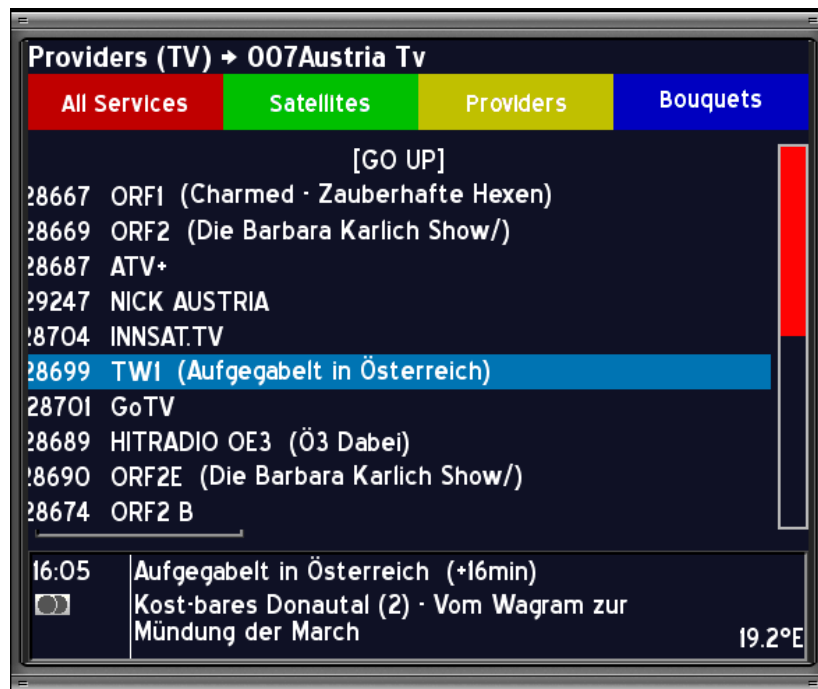 Providers (TV) → 007Austria Tv
All Services Satellites Providers Bouquets
[GO UP]
28667 ORF1 (Charmed - Zauberhafte Hexen)
28669 ORF2 (Die Barbara Karlich Show/)
28687 ATV+
29247 NICK AUSTRIA
28704 INNSAT.TV
28699 TW1 (Aufgegabelt in Österreich)
28701 GoTV
28689 HITRADIO OE3 (Ö3 Dabei)
28690 ORF2E (Die Barbara Karlich Show/)
28674 ORF2 B
16:05 Aufgegabelt in Österreich (+16min)
Kost-bares Donautal (2) - Vom Wagram zur
Mündung der March
19.2°E